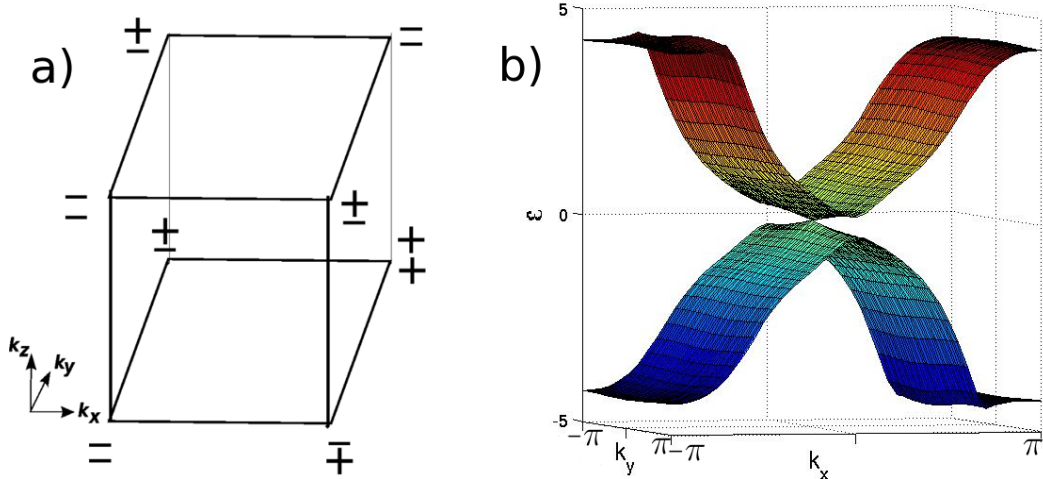 a)
±
=
=
±
±
+
+
=
∓
k_z
k_y
k_x
b)
5
0
-5
ε
-π
k_y
π
-π
k_x
π